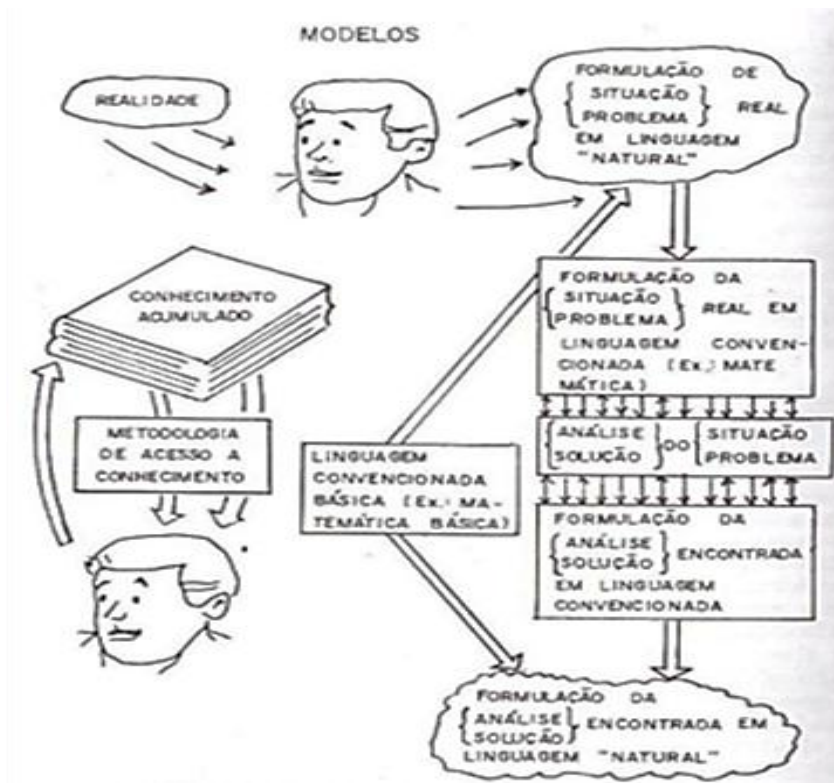 MODELOS
REALIDADE
FORMULAÇÃO DE
{ SITUAÇÃO
PROBLEMA } REAL
EM LINGUAGEM
"NATURAL"
CONHECIMENTO
ACUMULADO
METODOLOGIA
DE ACESSO A
CONHECIMENTO
LINGUAGEM
CONVENCIONADA
BÁSICA (Ex.: MA-
TEMÁTICA BÁSICA)
FORMULAÇÃO DA
{ SITUAÇÃO
PROBLEMA } REAL EM
LINGUAGEM CONVEN-
CIONADA (Ex.: MATE
MÁTICA)
{ ANÁLISE
SOLUÇÃO } DO { SITUAÇÃO
PROBLEMA
FORMULAÇÃO DA
{ ANÁLISE
SOLUÇÃO } ENCONTRADA
EM LINGUAGEM
CONVENCIONADA
FORMULAÇÃO DA
{ ANÁLISE
SOLUÇÃO } ENCONTRADA EM
LINGUAGEM "NATURAL"